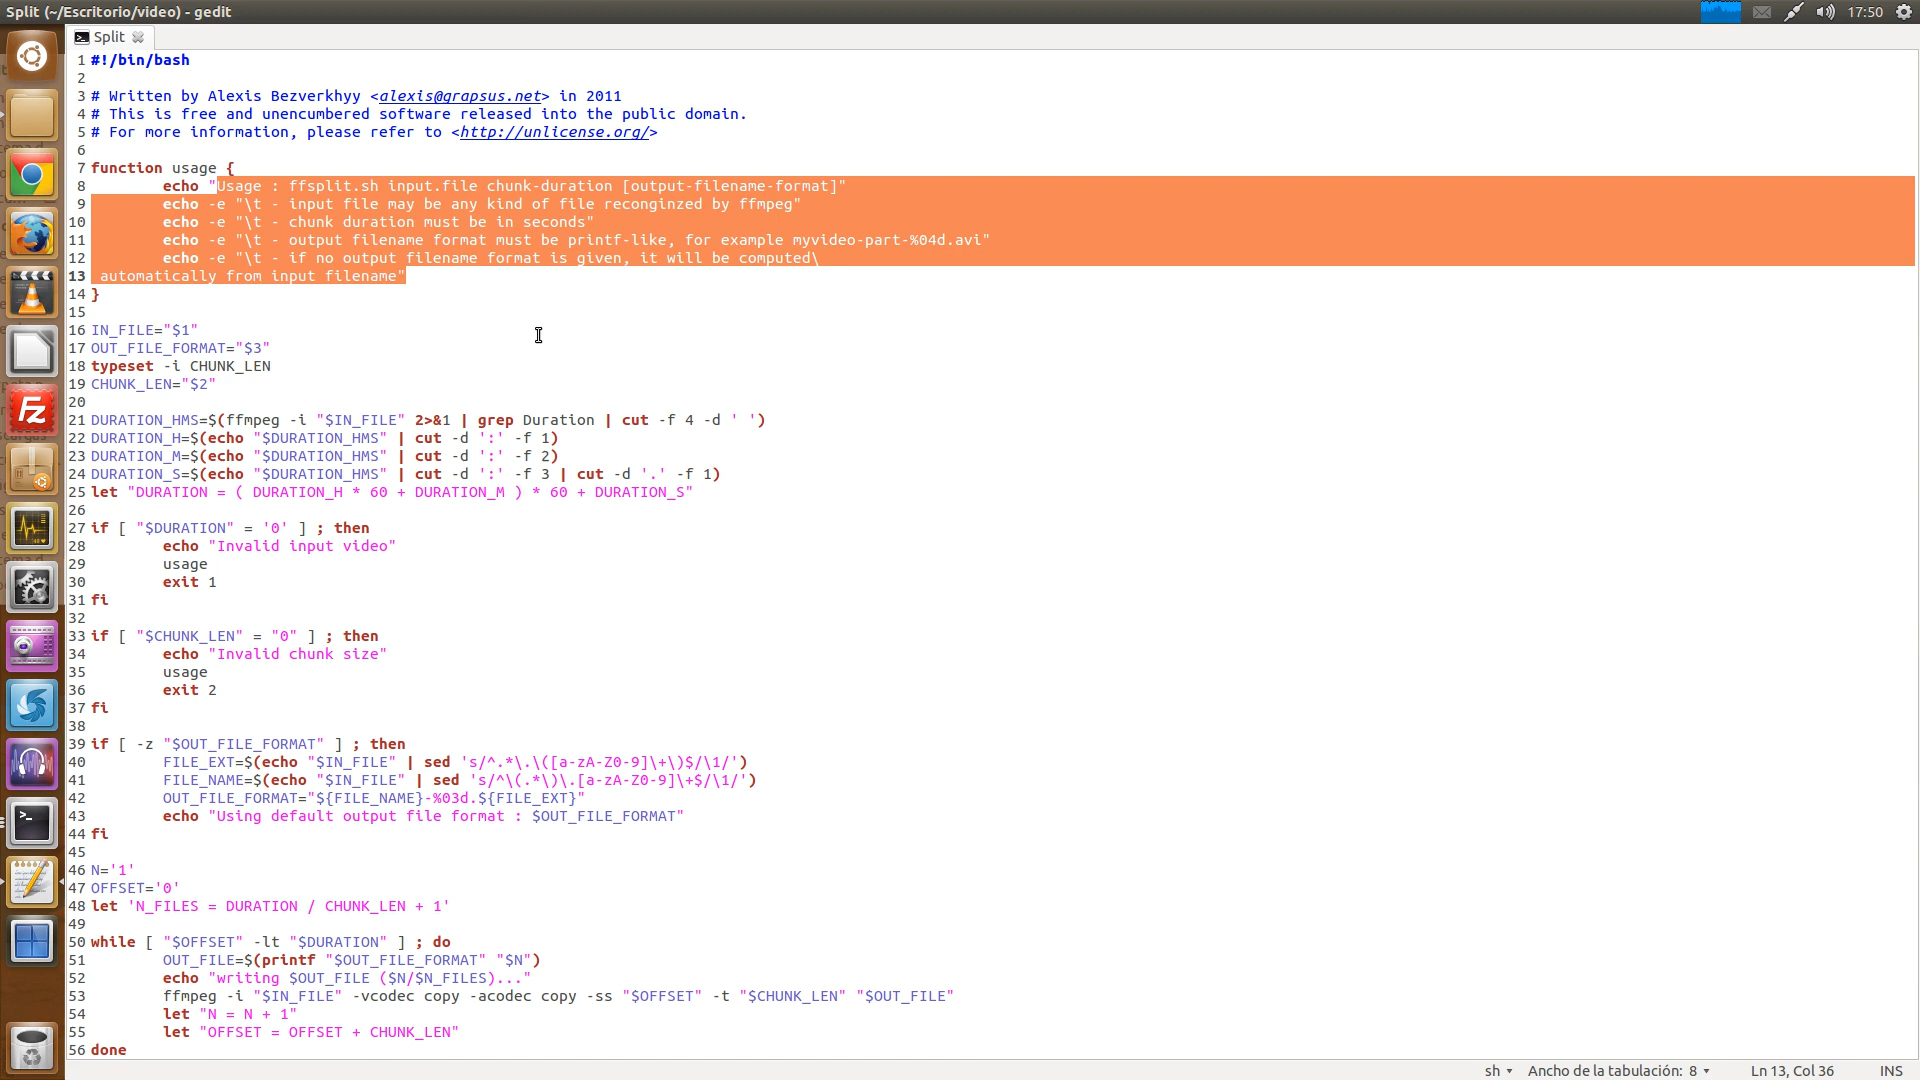 Split (~/Escritorio/video) - gedit
17:50
Split
1 #!/bin/bash
2
3 # Written by Alexis Bezverkhyy <alexis@grapsus.net> in 2011
4 # This is free and unencumbered software released into the public domain.
5 # For more information, please refer to <http://unlicense.org/>
6
7 function usage {
8         echo "Usage : ffsplit.sh input.file chunk-duration [output-filename-format]"
9         echo -e "\t - input file may be any kind of file reconginzed by ffmpeg"
10         echo -e "\t - chunk duration must be in seconds"
11         echo -e "\t - output filename format must be printf-like, for example myvideo-part-%04d.avi"
12         echo -e "\t - if no output filename format is given, it will be computed\
13  automatically from input filename"
14 }
15
16 IN_FILE="$1"
17 OUT_FILE_FORMAT="$3"
18 typeset -i CHUNK_LEN
19 CHUNK_LEN="$2"
20
21 DURATION_HMS=$(ffmpeg -i "$IN_FILE" 2>&1 | grep Duration | cut -f 4 -d ' ')
22 DURATION_H=$(echo "$DURATION_HMS" | cut -d ':' -f 1)
23 DURATION_M=$(echo "$DURATION_HMS" | cut -d ':' -f 2)
24 DURATION_S=$(echo "$DURATION_HMS" | cut -d ':' -f 3 | cut -d '.' -f 1)
25 let "DURATION = ( DURATION_H * 60 + DURATION_M ) * 60 + DURATION_S"
26
27 if [ "$DURATION" = '0' ] ; then
28         echo "Invalid input video"
29         usage
30         exit 1
31 fi
32
33 if [ "$CHUNK_LEN" = "0" ] ; then
34         echo "Invalid chunk size"
35         usage
36         exit 2
37 fi
38
39 if [ -z "$OUT_FILE_FORMAT" ] ; then
40         FILE_EXT=$(echo "$IN_FILE" | sed 's/^.*\.\([a-zA-Z0-9]\+\)$/\1/')
41         FILE_NAME=$(echo "$IN_FILE" | sed 's/^\(.*\)\.[a-zA-Z0-9]\+$/\1/')
42         OUT_FILE_FORMAT="${FILE_NAME}-%03d.${FILE_EXT}"
43         echo "Using default output file format : $OUT_FILE_FORMAT"
44 fi
45
46 N='1'
47 OFFSET='0'
48 let 'N_FILES = DURATION / CHUNK_LEN + 1'
49
50 while [ "$OFFSET" -lt "$DURATION" ] ; do
51         OUT_FILE=$(printf "$OUT_FILE_FORMAT" "$N")
52         echo "writing $OUT_FILE ($N/$N_FILES)..."
53         ffmpeg -i "$IN_FILE" -vcodec copy -acodec copy -ss "$OFFSET" -t "$CHUNK_LEN" "$OUT_FILE"
54         let "N = N + 1"
55         let "OFFSET = OFFSET + CHUNK_LEN"
56 done
sh Ancho de la tabulación: 8 Ln 13, Col 36 INS